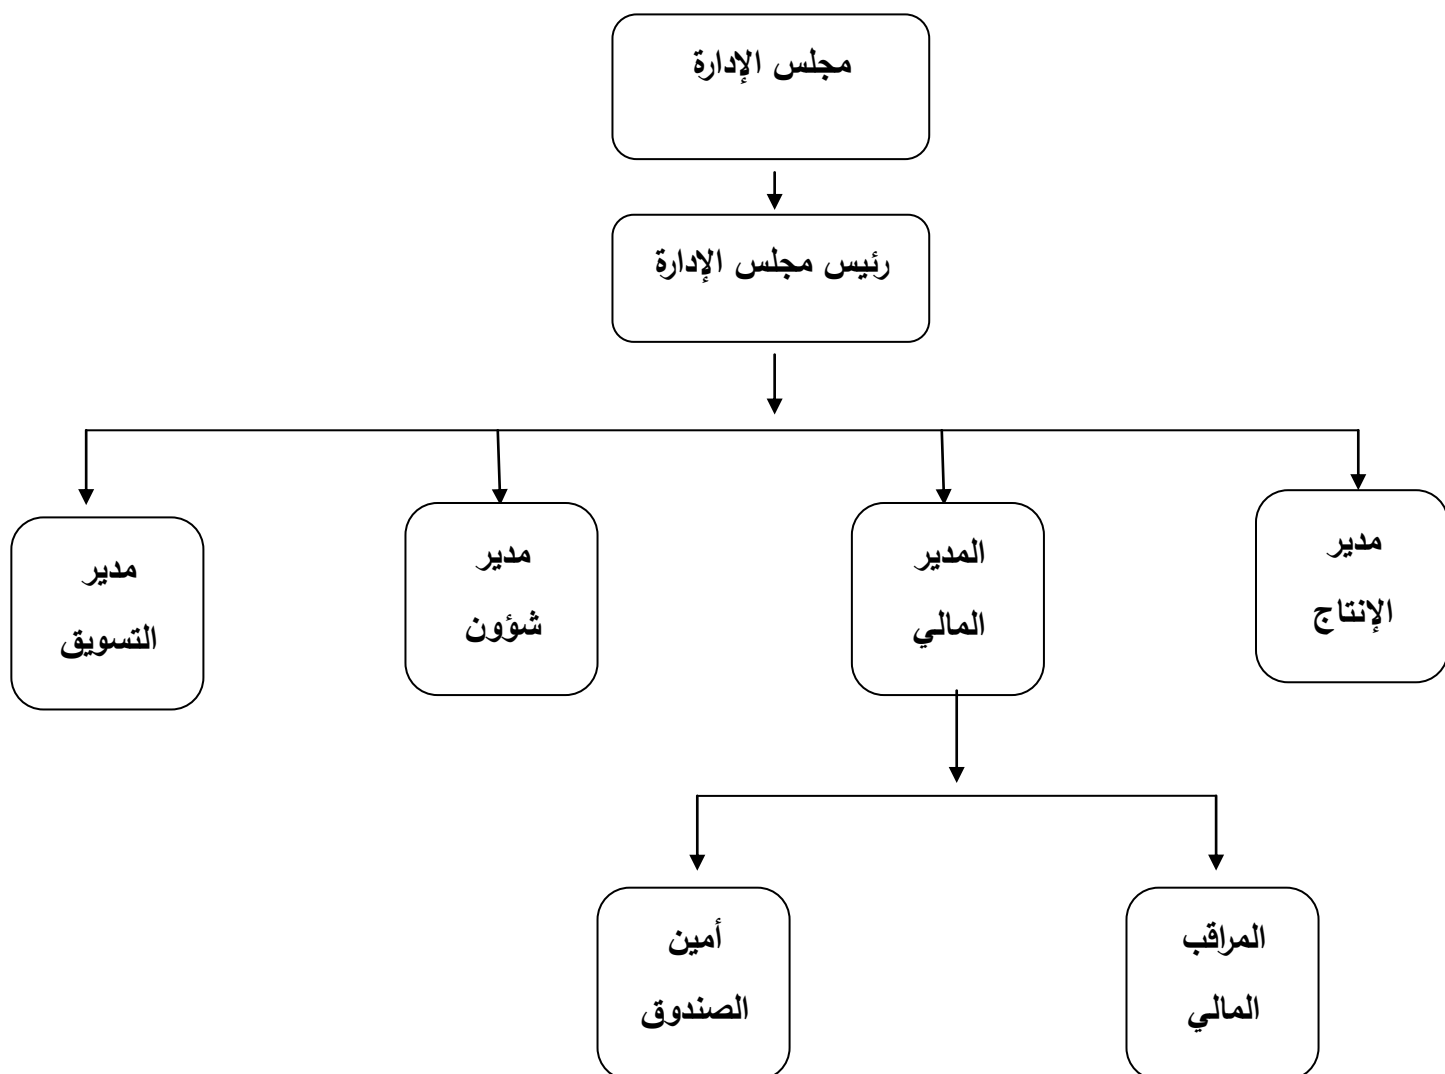 مجلس الإدارة
رئيس مجلس الإدارة
مدير
الإنتاج
المدير
المالي
مدير
شؤون
مدير
التسويق
المراقب
المالي
أمين
الصندوق